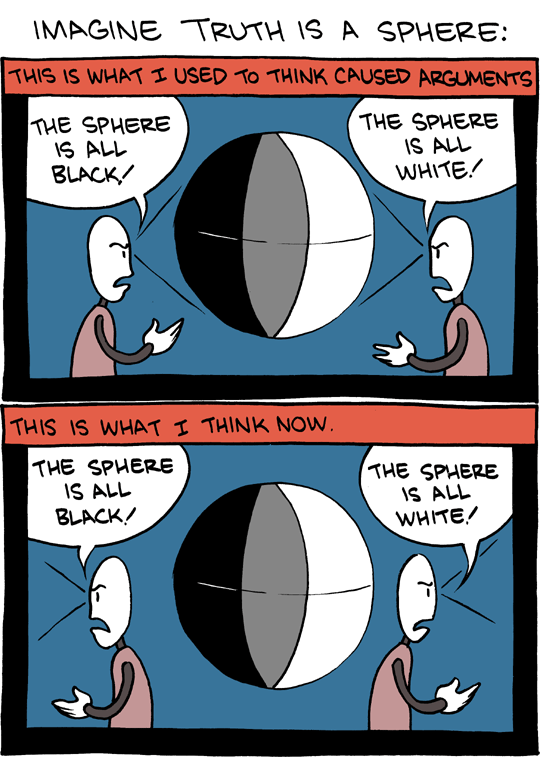 IMAGINE TRUTH IS A SPHERE:
THIS IS WHAT I USED TO THINK CAUSED ARGUMENTS
THE SPHERE
IS ALL
BLACK!
THE SPHERE
IS ALL
WHITE!
THIS IS WHAT I THINK NOW.
THE SPHERE
IS ALL
BLACK!
THE SPHERE
IS ALL
WHITE!